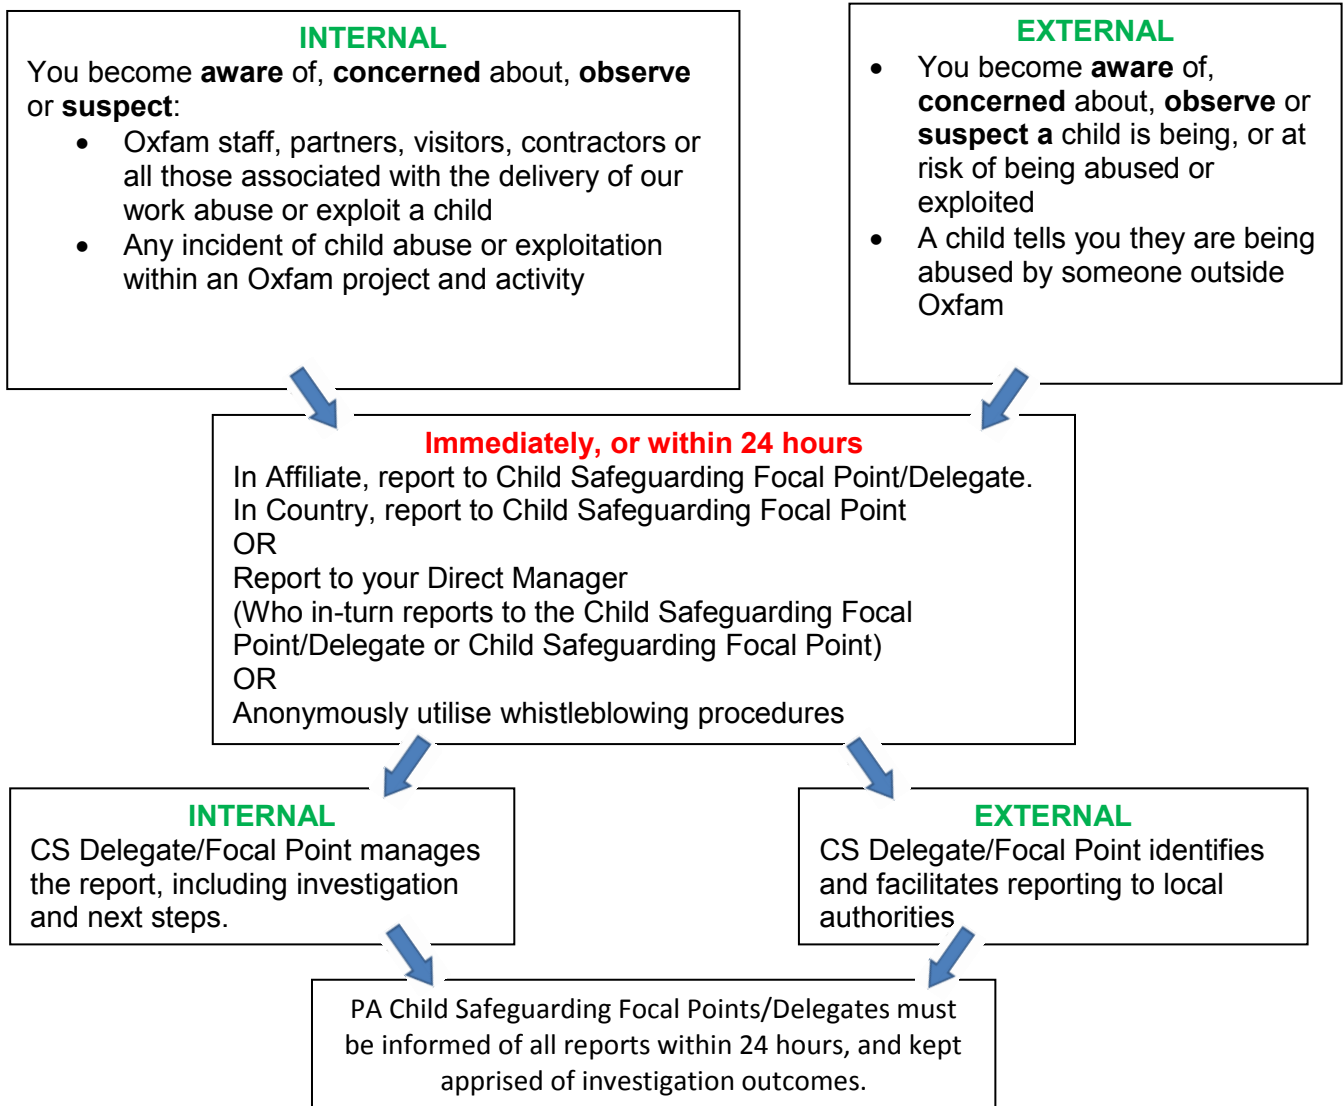 INTERNAL
You become aware of, concerned about, observe
or suspect:
• Oxfam staff, partners, visitors, contractors or
all those associated with the delivery of our
work abuse or exploit a child
• Any incident of child abuse or exploitation
within an Oxfam project and activity
EXTERNAL
• You become aware of,
concerned about, observe or
suspect a child is being, or at
risk of being abused or
exploited
• A child tells you they are being
abused by someone outside
Oxfam
Immediately, or within 24 hours
In Affiliate, report to Child Safeguarding Focal Point/Delegate.
In Country, report to Child Safeguarding Focal Point
OR
Report to your Direct Manager
(Who in-turn reports to the Child Safeguarding Focal
Point/Delegate or Child Safeguarding Focal Point)
OR
Anonymously utilise whistleblowing procedures
INTERNAL
CS Delegate/Focal Point manages
the report, including investigation
and next steps.
EXTERNAL
CS Delegate/Focal Point identifies
and facilitates reporting to local
authorities
PA Child Safeguarding Focal Points/Delegates must
be informed of all reports within 24 hours, and kept
apprised of investigation outcomes.